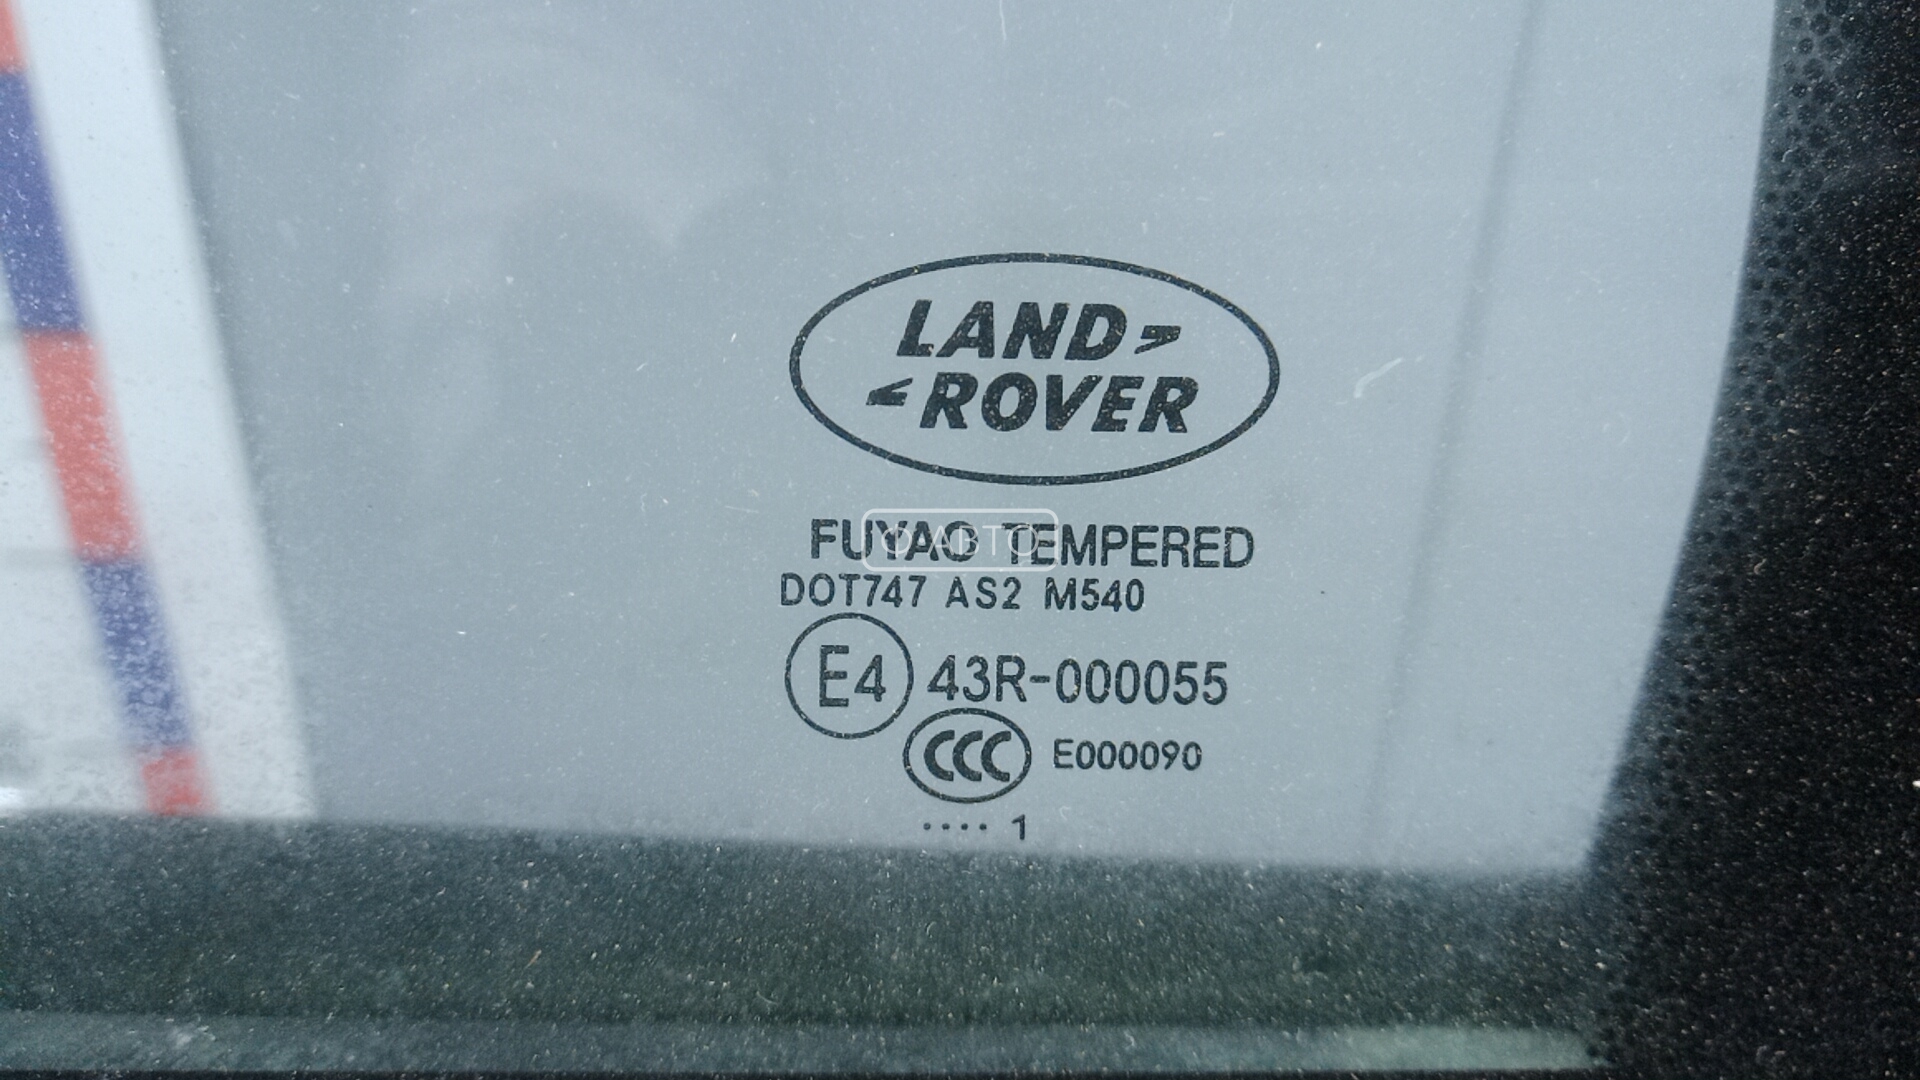 LAND
ROVER
FUYAO TEMPERED
DOT747 AS2 M540
E4 43R-000055
CCC E000090
.... 1